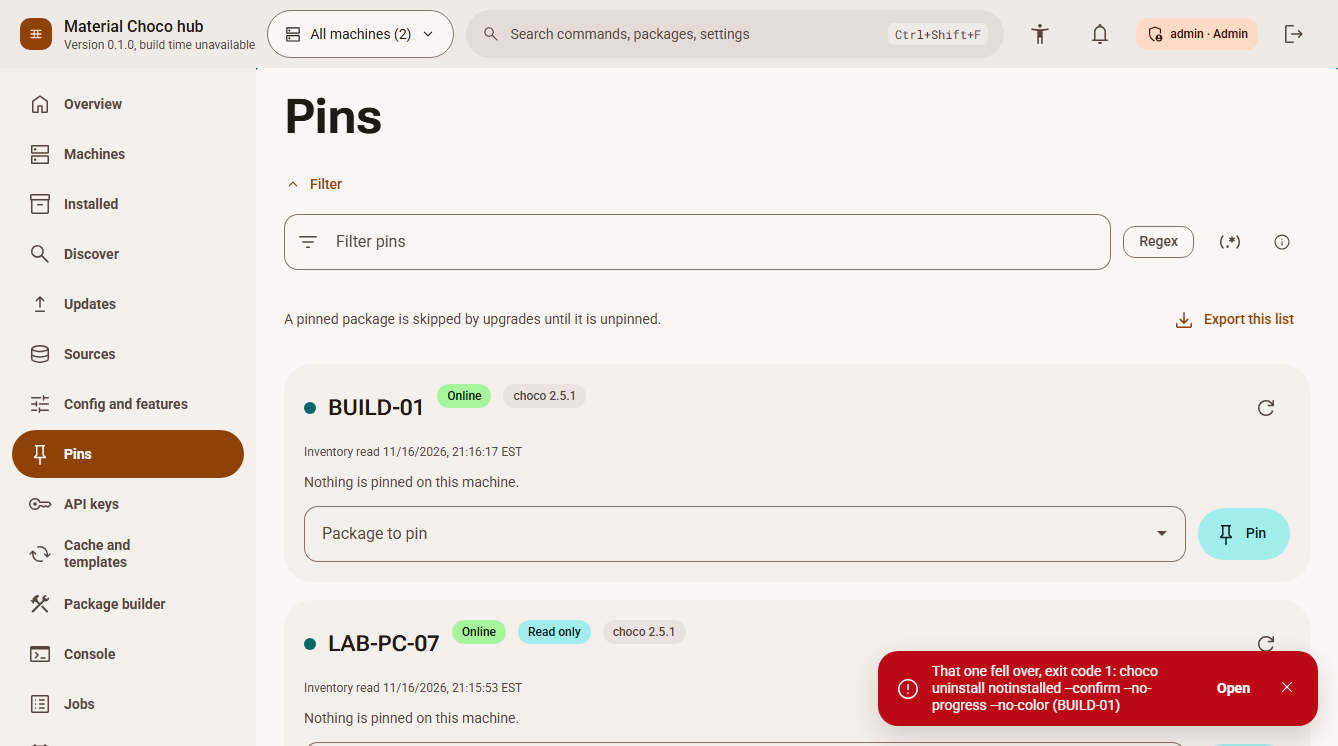 Material Choco hub
Version 0.1.0, build time unavailable
All machines (2)
Search commands, packages, settings
Ctrl+Shift+F
admin · Admin
Overview
Machines
Installed
Discover
Updates
Sources
Config and features
Pins
API keys
Cache and
templates
Package builder
Console
Jobs
Pins
Filter
Filter pins
Regex
(.*)
A pinned package is skipped by upgrades until it is unpinned.
Export this list
BUILD-01
Online
choco 2.5.1
Inventory read 11/16/2026, 21:16:17 EST
Nothing is pinned on this machine.
Package to pin
Pin
LAB-PC-07
Online
Read only
choco 2.5.1
Inventory read 11/16/2026, 21:15:53 EST
Nothing is pinned on this machine.
That one fell over, exit code 1: choco
uninstall notinstalled --confirm --no-
progress --no-color (BUILD-01)
Open